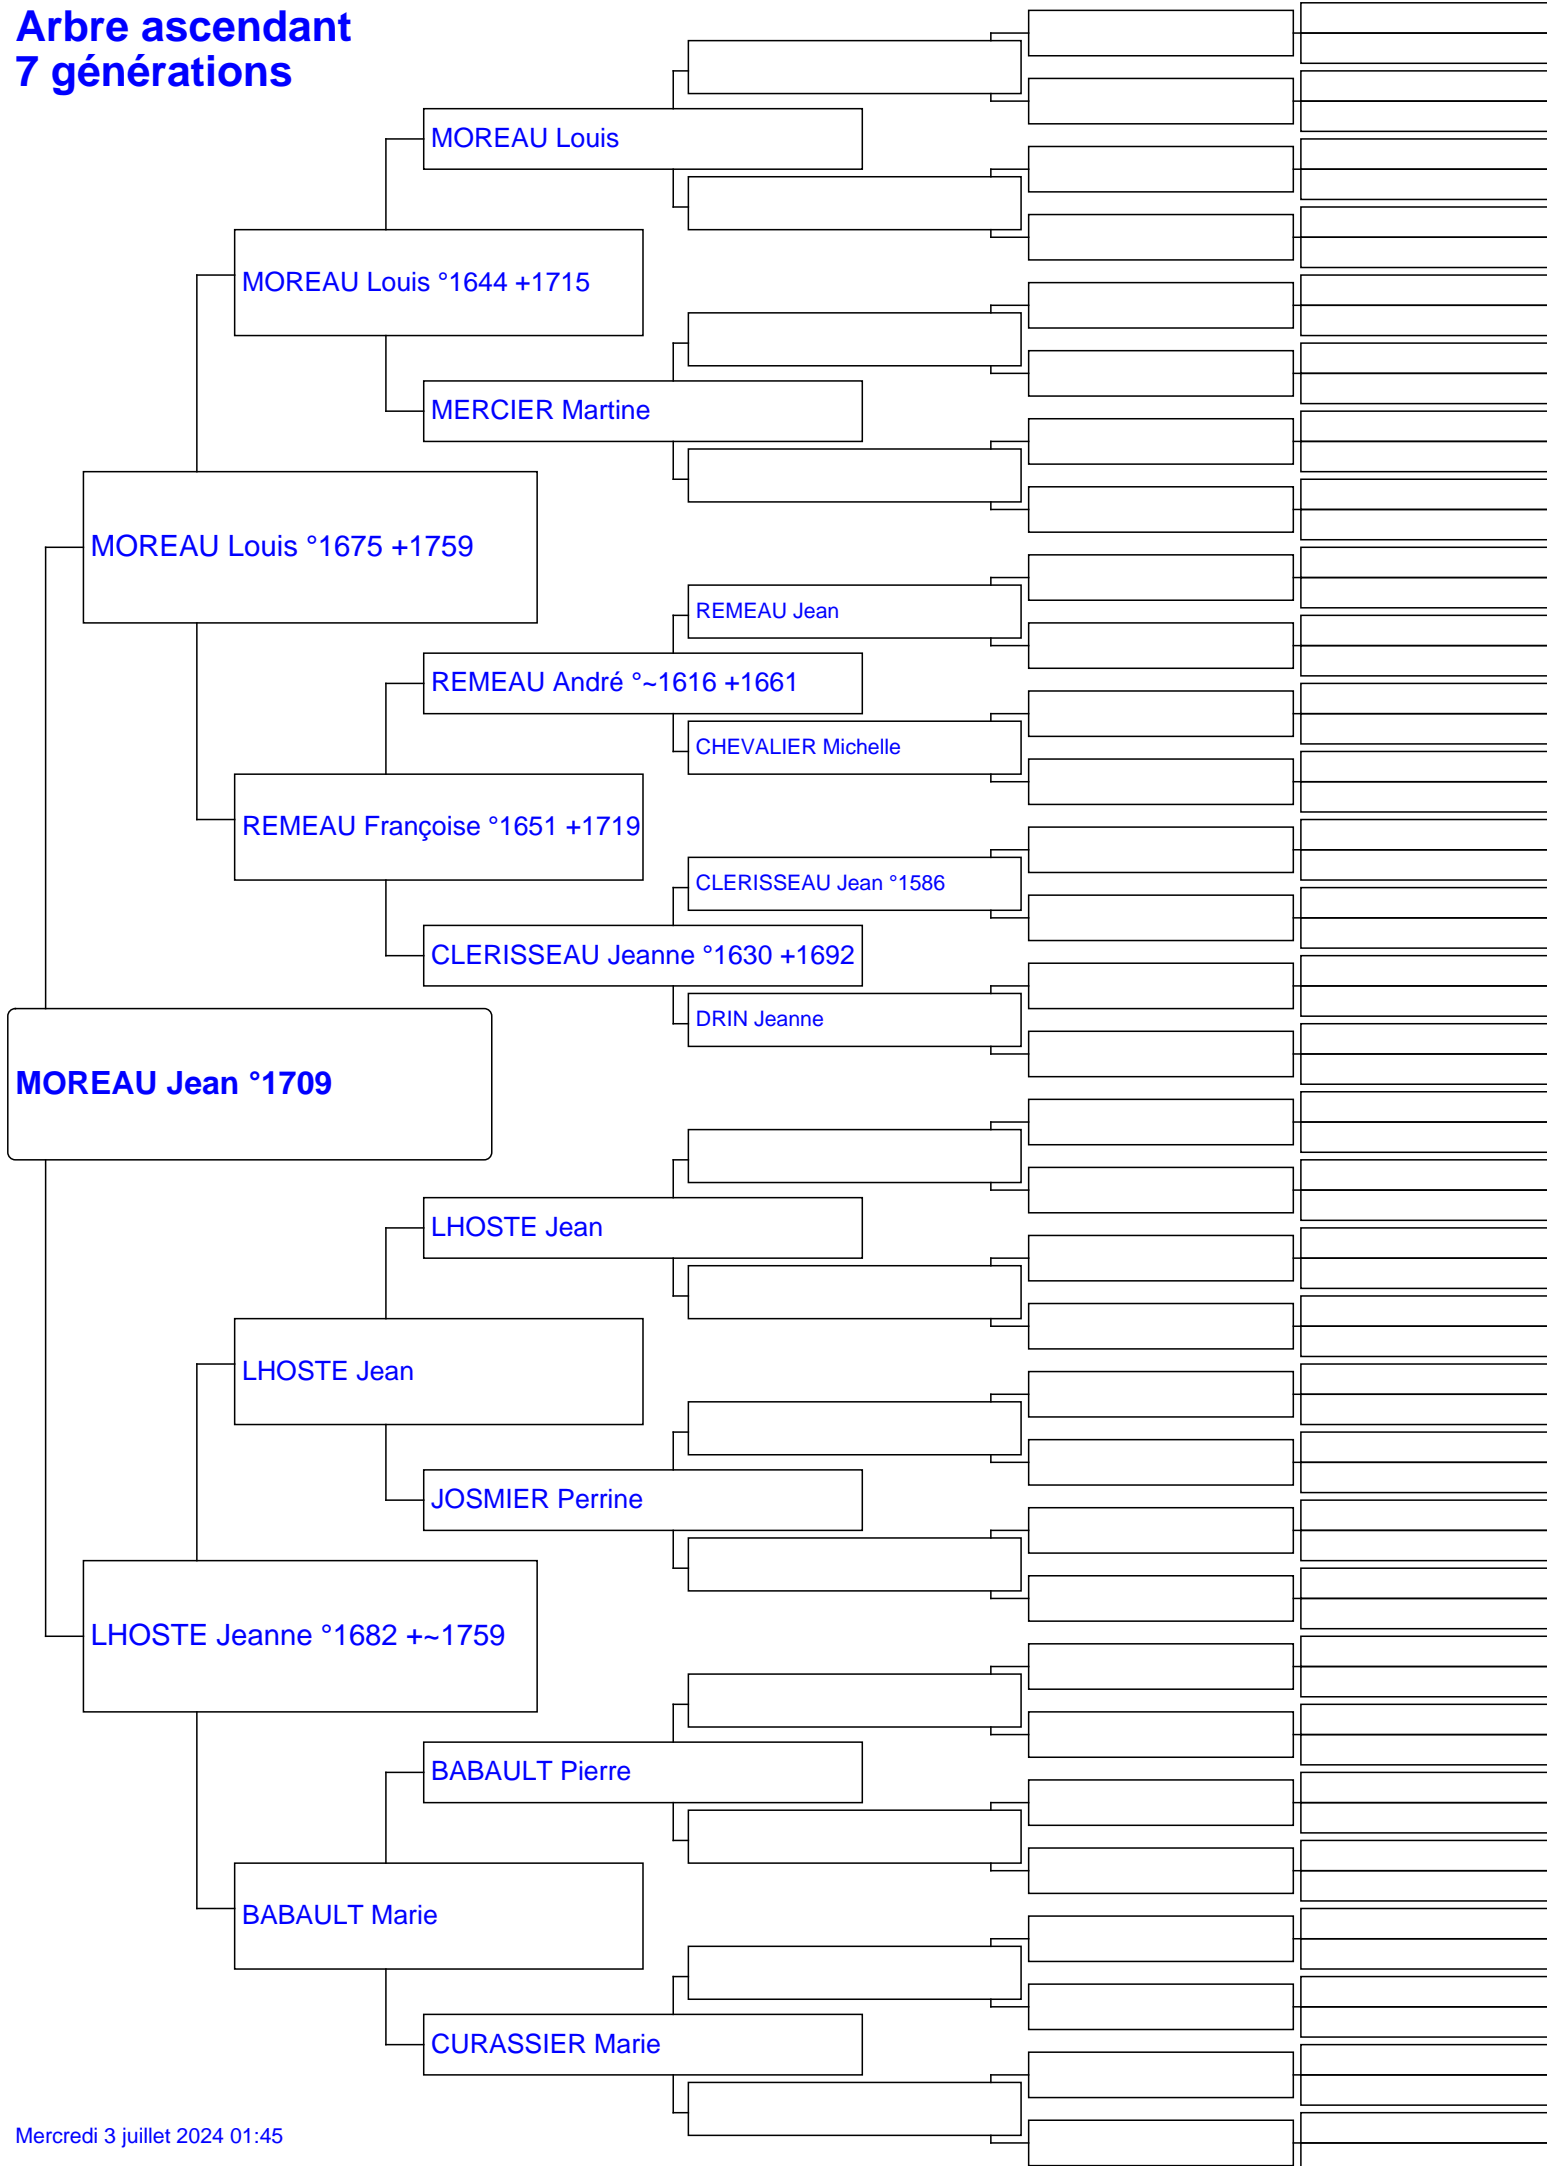 Arbre ascendant
7 générations
MOREAU Louis
MOREAU Louis °1644 +1715
MERCIER Martine
MOREAU Louis °1675 +1759
REMEAU Jean
REMEAU André °~1616 +1661
CHEVALIER Michelle
REMEAU Françoise °1651 +1719
CLERISSEAU Jean °1586
CLERISSEAU Jeanne °1630 +1692
DRIN Jeanne
MOREAU Jean °1709
LHOSTE Jean
LHOSTE Jean
JOSMIER Perrine
LHOSTE Jeanne °1682 +~1759
BABAULT Pierre
BABAULT Marie
CURASSIER Marie
Mercredi 3 juillet 2024 01:45